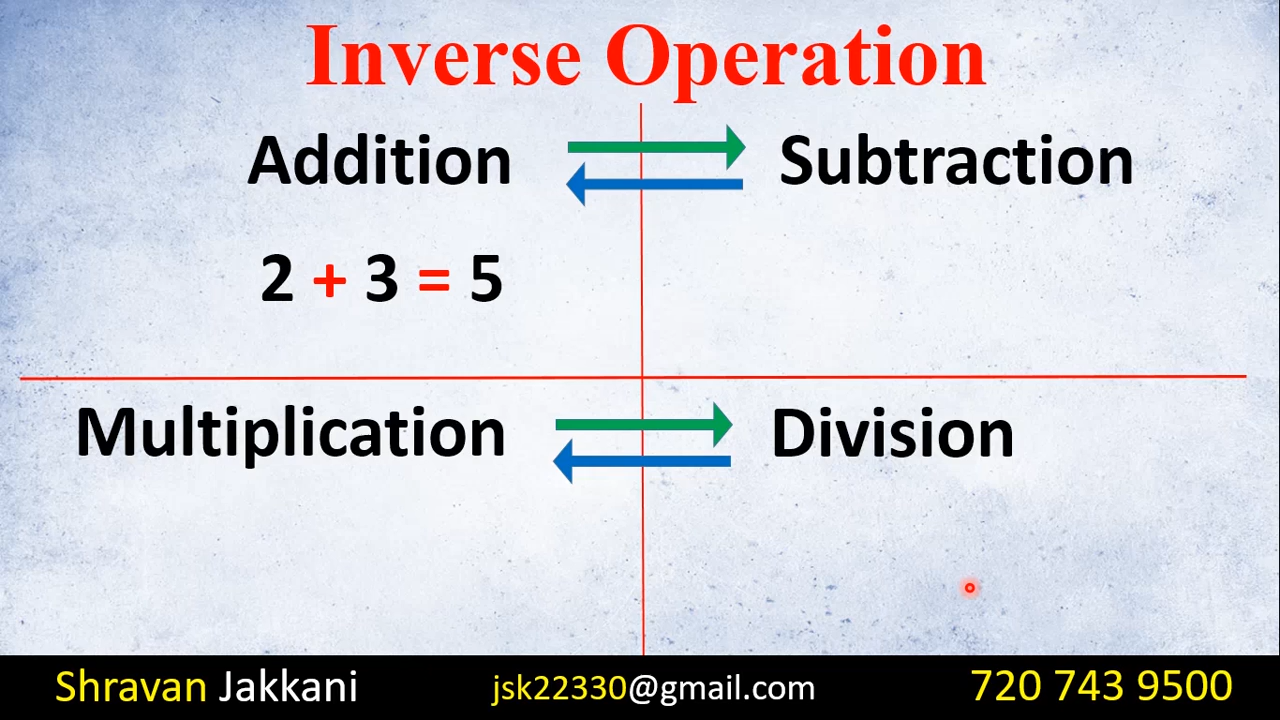 Inverse Operation
Addition Subtraction
2 + 3 = 5
Multiplication Division
Shravan Jakkani jsk22330@gmail.com 720 743 9500